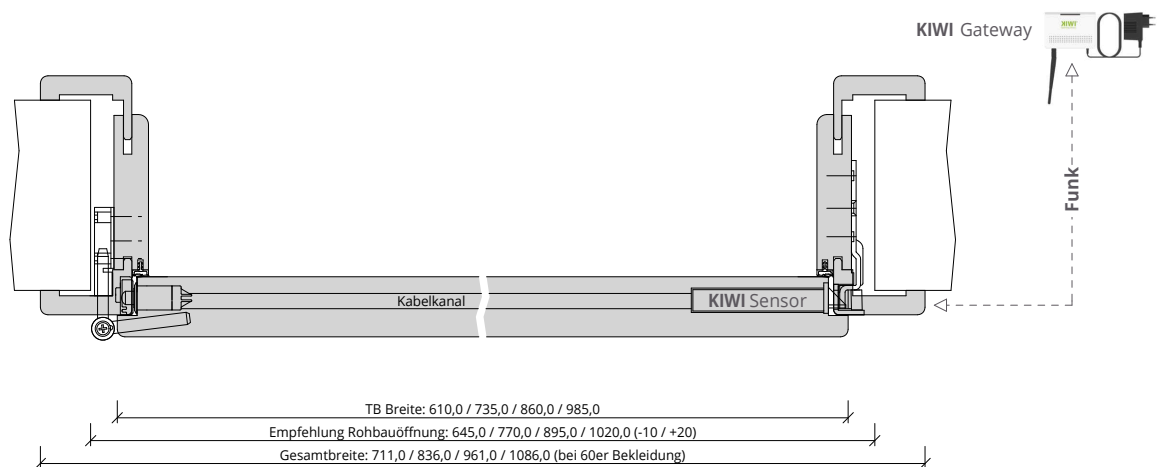 KIWI Gateway
KIWI
Funk
Kabelkanal
KIWI Sensor
TB Breite: 610,0 / 735,0 / 860,0 / 985,0
Empfehlung Rohbauöffnung: 645,0 / 770,0 / 895,0 / 1020,0 (-10 / +20)
Gesamtbreite: 711,0 / 836,0 / 961,0 / 1086,0 (bei 60er Bekleidung)